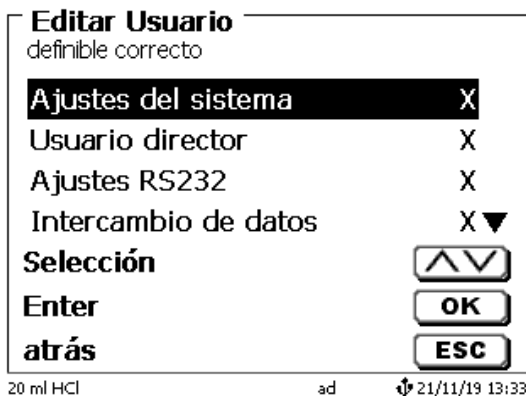 Editar Usuario
definible correcto
Ajustes del sistema X
Usuario director X
Ajustes RS232 X
Intercambio de datos X
Selección
Enter OK
atrás ESC
20 ml HCl ad 21/11/19 13:33